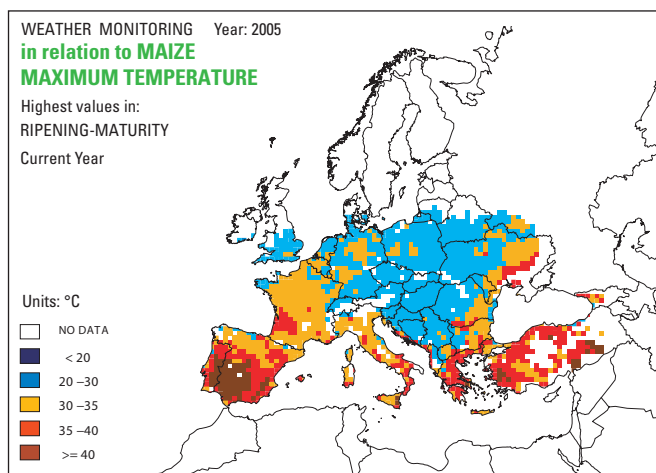 WEATHER MONITORING Year: 2005
in relation to MAIZE
MAXIMUM TEMPERATURE
Highest values in:
RIPENING-MATURITY
Current Year
Units: °C
NO DATA
< 20
20 –30
30 –35
35 –40
>= 40